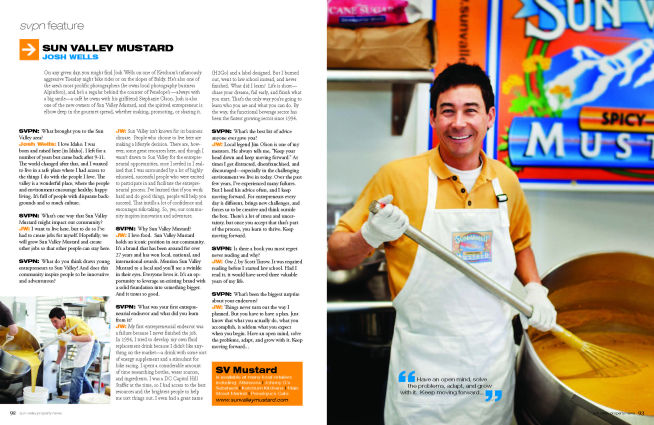 svpn feature
SUN VALLEY MUSTARD
JOSH WELLS
On any given day, you might find Josh Wells on one of Ketchum's infamously
aggressive Tuesday night bike rides or on the slopes of Baldy. He's also one of
the area's most prolific photographers (he owns local photography business
Alpinfoto), and he's a regular behind the counter of Penelope's—always with
a big smile—a café he owns with his girlfriend Stephanie Olson. Josh is also
one of the new owners of Sun Valley Mustard, and the spirited entrepreneur is
elbow deep in the gourmet spread, whether making, promoting, or sharing it.
SVPN: What brought you to the Sun
Valley area?
Josh Wells: I love Idaho. I was
born and raised here (in Idaho). I left for a
number of years but came back after 9-11.
The world changed after that, and I wanted
to live in a safe place where I had access to
the things I do with the people I love. The
valley is a wonderful place, where the people
and environment encourage healthy, happy
living. It's full of people with disparate back-
grounds and so much culture.
SVPN: What's one way that Sun Valley
Mustard might impact our community?
JW: I want to live here, but to do so I've
had to create jobs for myself. Hopefully, we
will grow Sun Valley Mustard and create
other jobs so that other people can stay here.
SVPN: What do you think draws young
entrepreneurs to Sun Valley? And does this
community inspire people to be innovative
and adventurous?
JW: Sun Valley isn't known for its business
climate. People who choose to live here are
making a lifestyle decision. There are, how-
ever, some great resources here, and though I
wasn't drawn to Sun Valley for the entrepre-
neurial opportunities, once I settled in I real-
ized that I was surrounded by a lot of highly
educated, successful people who were excited
to participate in and facilitate the entrepre-
neurial process. I've learned that if you work
hard and do good things, people will help you
succeed. That instills a lot of confidence and
encourages risk-taking. So, yes, our commu-
nity inspires innovation and adventure.
SVPN: Why Sun Valley Mustard?
JW: I love food. Sun Valley Mustard
holds an iconic position in our community.
It's a brand that has been around for over
27 years and has won local, national, and
international awards. Mention Sun Valley
Mustard to a local and you'll see a twinkle
in their eyes. Everyone loves it. It's an op-
portunity to leverage an existing brand with
a solid foundation into something bigger.
And it tastes so good.
SVPN: What was your first entrepre-
neurial endeavor and what did you learn
from it?
JW: My first entrepreneurial endeavor was
a failure because I never finished the job.
In 1994, I tried to develop my own fluid
replacement drink because I didn't like any-
thing on the market—a drink with some sort
of energy supplement and a stimulant for
bike racing. I spent a considerable amount
of time researching bottles, water sources,
and ingredients. I was a D.C. Capitol Hill
Staffer at the time, so I had access to the best
resources and the brightest people to help
me sort things out. I even had a great name
(H2Go) and a label designed. But I burned
out, went to law school instead, and never
finished. What did I learn? Life is short—
share your dreams, fail early, and finish what
you start. That's the only way you're going to
learn who you are and what you can do. By
the way, the functional beverage sector has
been the fastest growing sector since 1994.
SVPN: What's the best bit of advice
anyone ever gave you?
JW: Local legend Jim Olson is one of my
mentors. He always tells me, "Keep your
head down and keep moving forward." At
times I get distracted, disenfranchised, and
discouraged—especially in the challenging
environment we live in today. Over the past
few years, I've experienced many failures.
But I heed his advice often, and I keep
moving forward. For entrepreneurs every
day is different, brings new challenges, and
forces us to be creative and think outside
the box. There's a lot of stress and uncer-
tainty, but once you accept that that's part
of the process, you learn to thrive. Keep
moving forward.
SVPN: Is there a book you most regret
never reading and why?
JW: One L by Scott Turow. It was required
reading before I started law school. Had I
read it, it would have saved three valuable
years of my life.
SVPN: What's been the biggest surprise
about your endeavors?
JW: Things never turn out the way I
planned. But you have to have a plan. Just
know that what you actually do, what you
accomplish, is seldom what you expect
when you begin. Have an open mind, solve
the problems, adapt, and grow with it. Keep
moving forward...
SV Mustard
www.sunvalleymustard.com
92 sun valley property news
CANE SUGAR
SUN VALLEY
SPICY
MUST
"Have an open mind, solve
the problems, adapt, and grow
with it. Keep moving forward..."
93